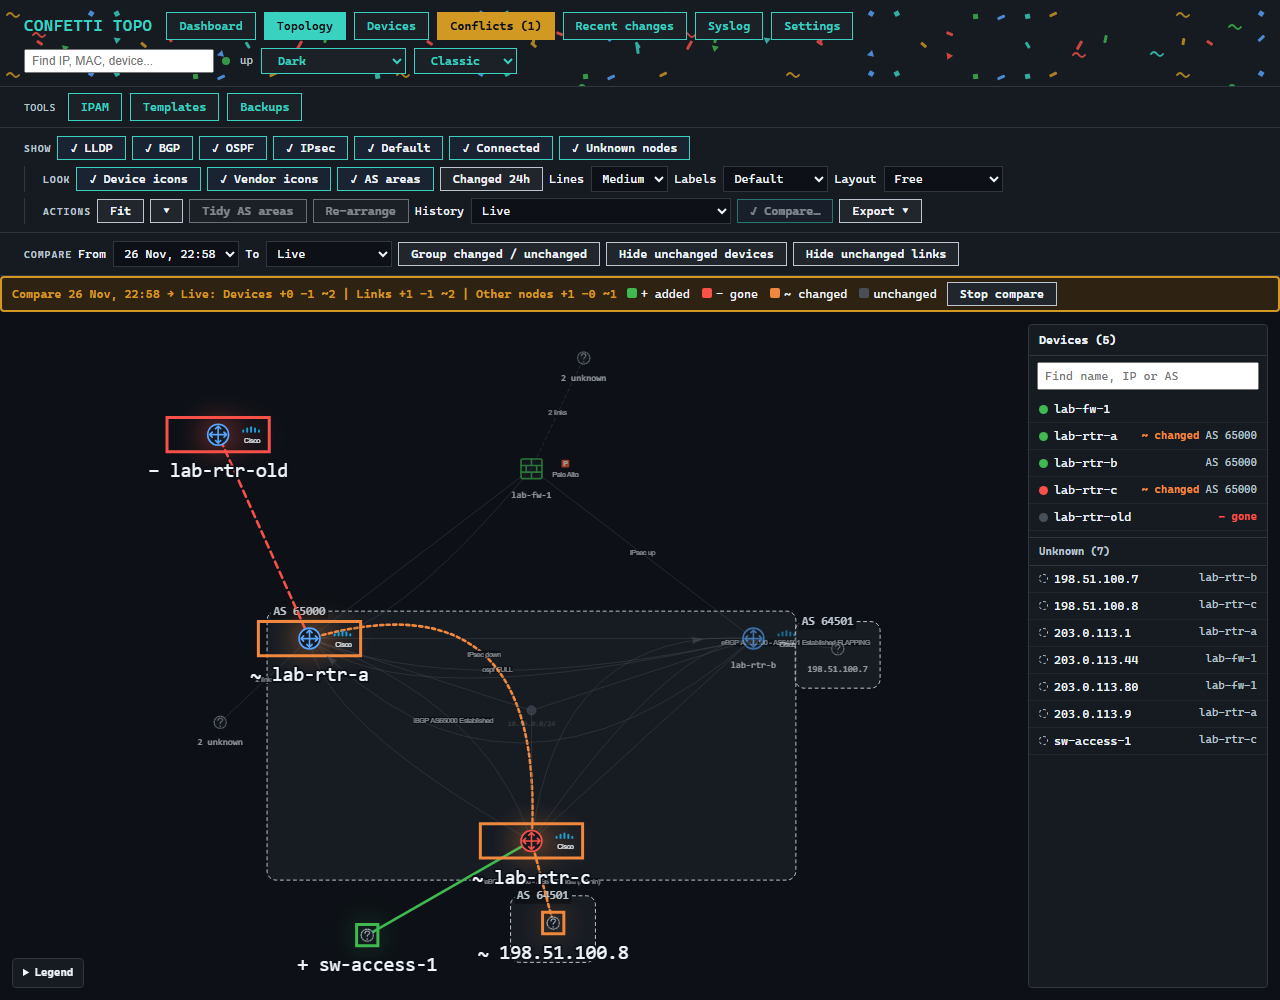 CONFETTI TOPO Dashboard Topology Devices Conflicts (1) Recent changes Syslog Settings
Find IP, MAC, device... up Dark Classic
TOOLS IPAM Templates Backups
SHOW ✓ LLDP ✓ BGP ✓ OSPF ✓ IPsec ✓ Default ✓ Connected ✓ Unknown nodes
LOOK ✓ Device icons ✓ Vendor icons ✓ AS areas Changed 24h Lines Medium Labels Default Layout Free
ACTIONS Fit ▼ Tidy AS areas Re-arrange History Live ✓ Compare… Export ▼
COMPARE From 26 Nov, 22:58 To Live Group changed / unchanged Hide unchanged devices Hide unchanged links
Compare 26 Nov, 22:58 → Live: Devices +0 −1 ~2 | Links +1 −1 ~2 | Other nodes +1 −0 ~1 + added − gone ~ changed unchanged Stop compare
2 unknown
2 links
Cisco
− lab-rtr-old
Palo Alto
lab-fw-1
IPsec up
AS 65000
Cisco
~ lab-rtr-a
IPsec down
ospf FULL
lab-rtr-b
AS 64501
198.51.100.7
2 unknown
iBGP AS65000 Established
Cisco
~ lab-rtr-c
AS 64501
~ 198.51.100.8
+ sw-access-1
▶ Legend
Devices (5)
Find name, IP or AS
lab-fw-1
lab-rtr-a ~ changed AS 65000
lab-rtr-b AS 65000
lab-rtr-c ~ changed AS 65000
lab-rtr-old − gone
Unknown (7)
198.51.100.7 lab-rtr-b
198.51.100.8 lab-rtr-c
203.0.113.1 lab-rtr-a
203.0.113.44 lab-fw-1
203.0.113.80 lab-fw-1
203.0.113.9 lab-rtr-a
sw-access-1 lab-rtr-c